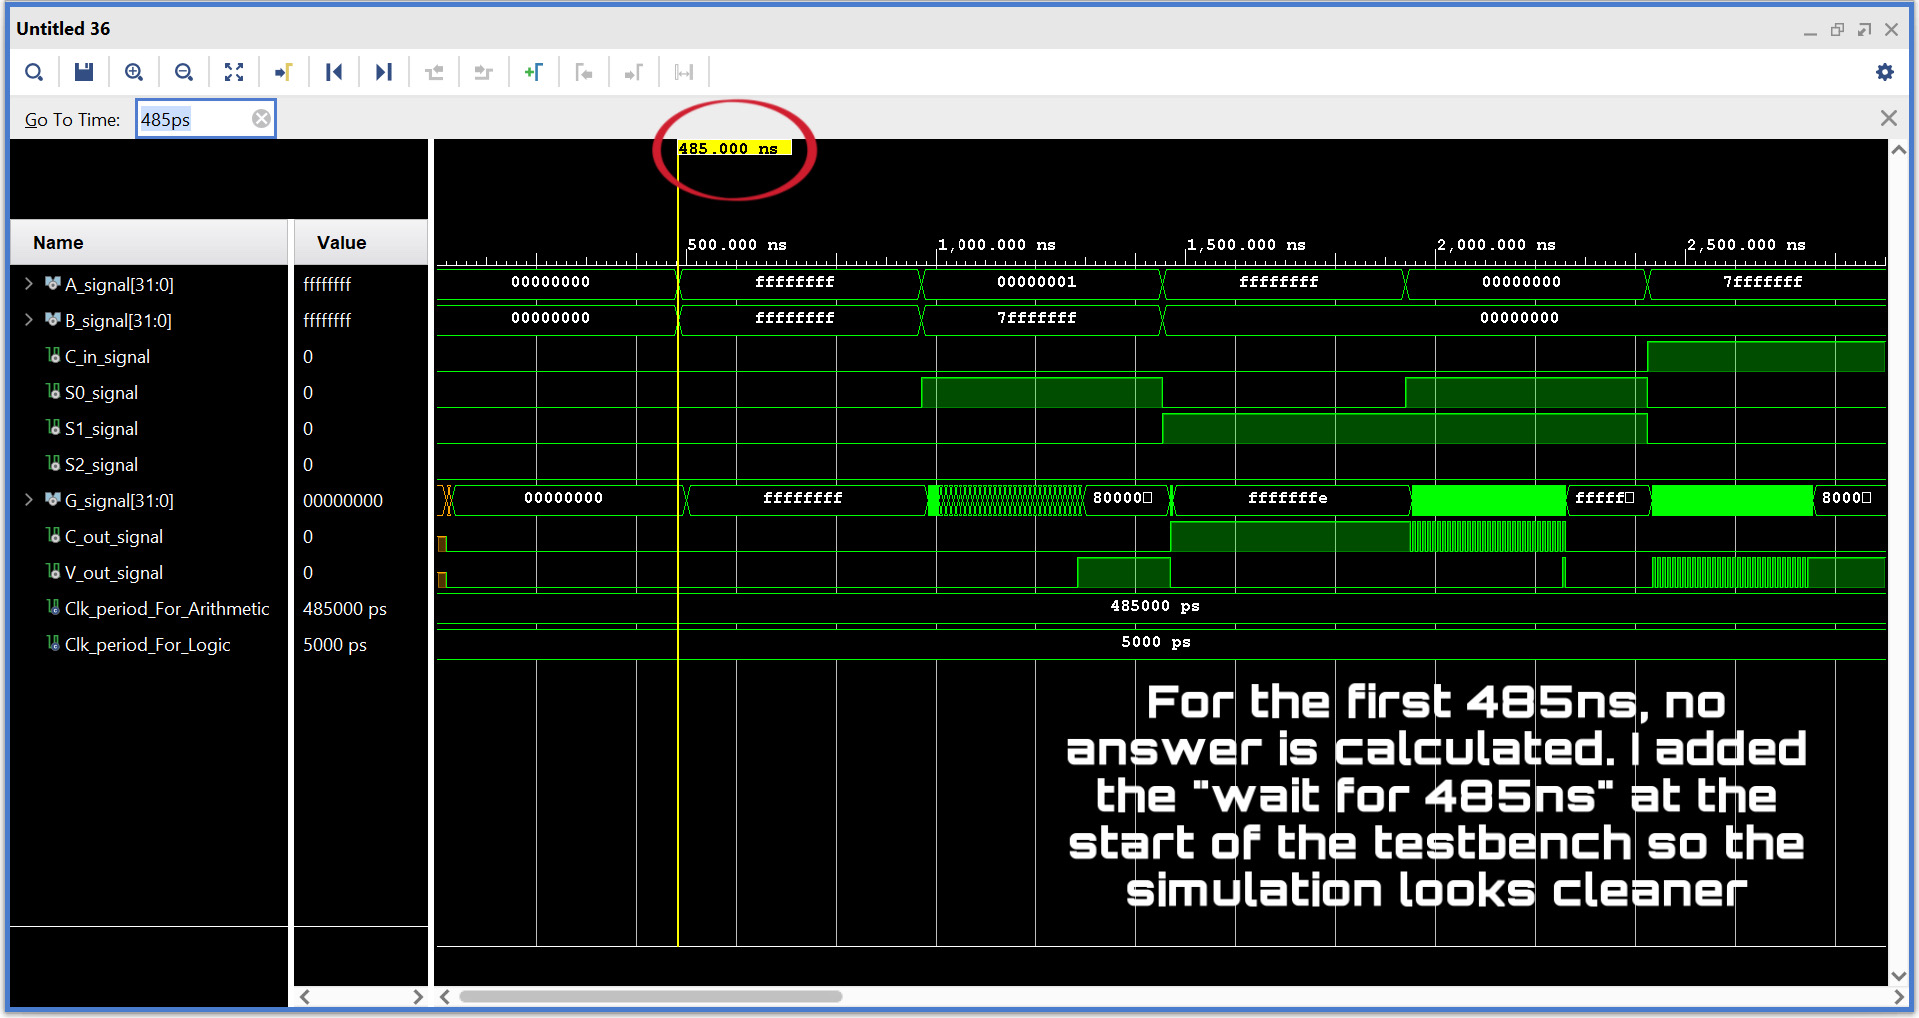 Untitled 36
Go To Time: 485ps
485.000 ns
500.000 ns 1,000.000 ns 1,500.000 ns 2,000.000 ns 2,500.000 ns
Name Value
A_signal[31:0] ffffffff 00000000 ffffffff 00000001 ffffffff 00000000 7fffffff
B_signal[31:0] ffffffff 00000000 ffffffff 7fffffff 00000000
C_in_signal 0
S0_signal 0
S1_signal 0
S2_signal 0
G_signal[31:0] 00000000 00000000 ffffffff 80000□ fffffffe fffff□ 8000□
C_out_signal 0
V_out_signal 0
Clk_period_For_Arithmetic 485000 ps 485000 ps
Clk_period_For_Logic 5000 ps 5000 ps
For the first 485ns, no
answer is calculated. I added
the "wait for 485ns" at the
start of the testbench so the
simulation looks cleaner